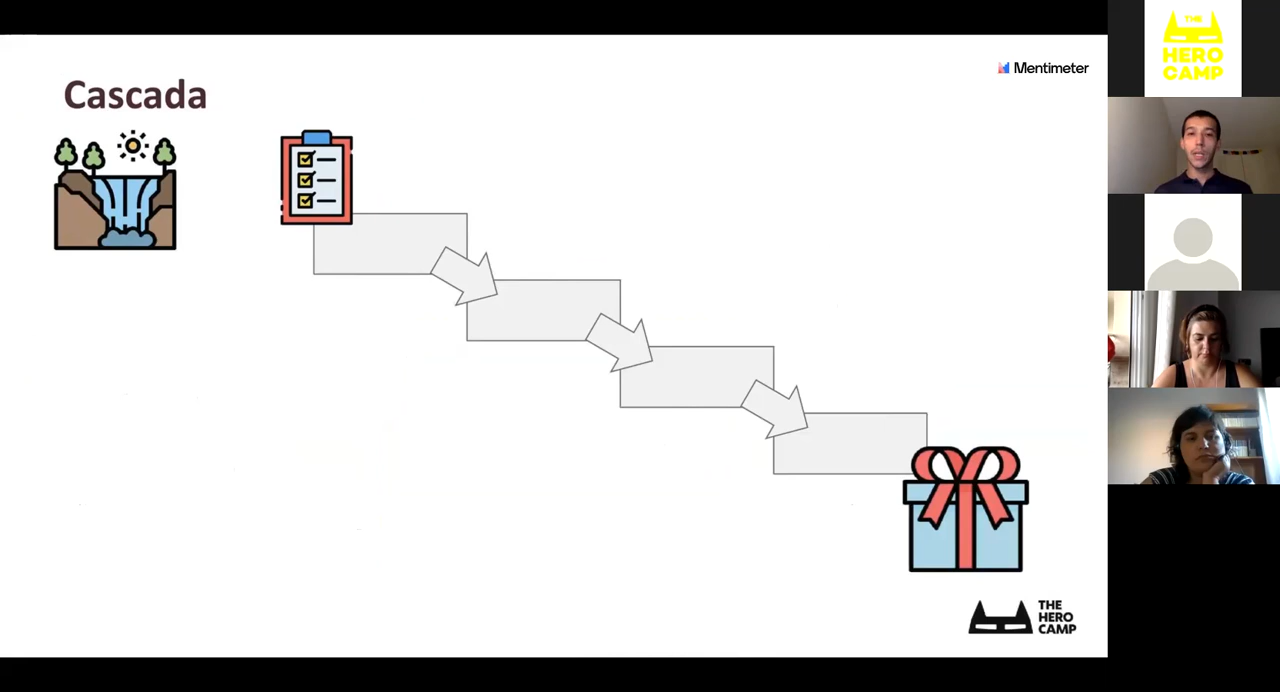 Cascada
Mentimeter
THE
HERO
CAMP
THE
HERO
CAMP